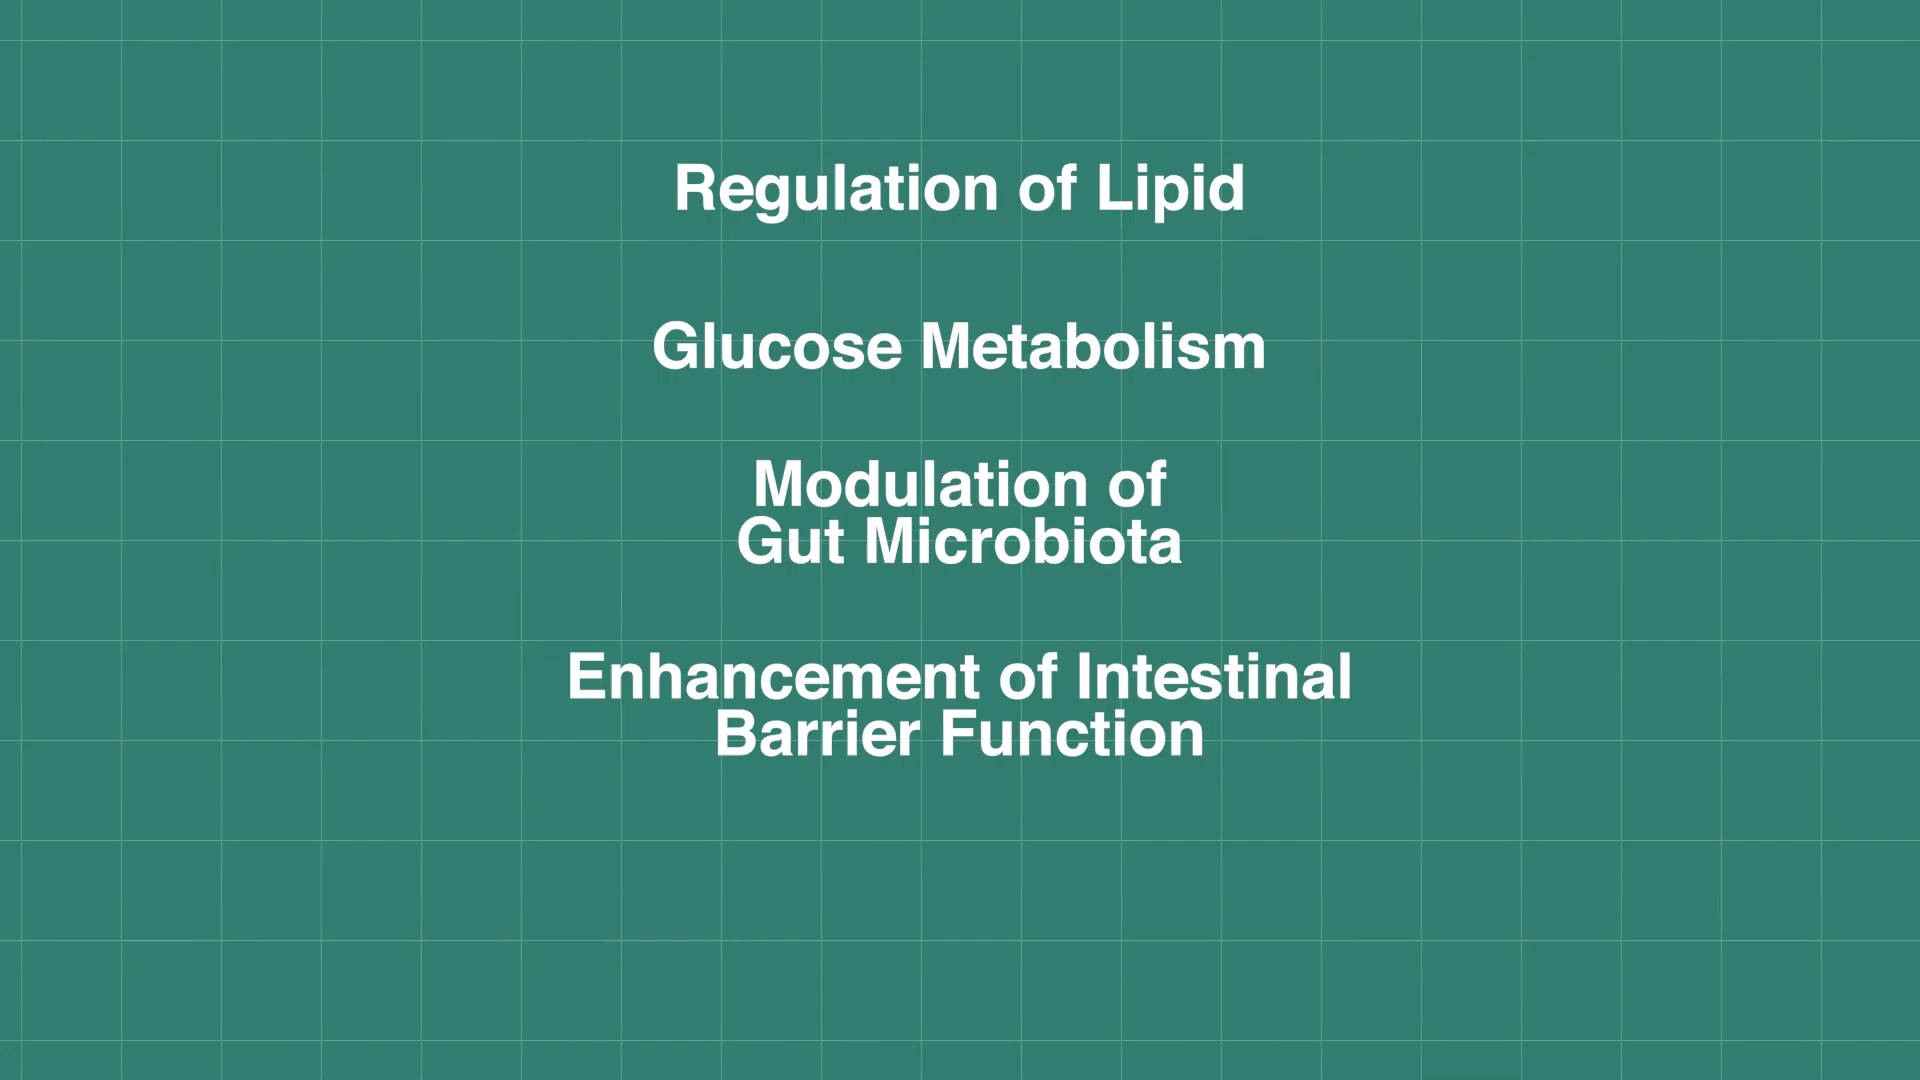 Regulation of Lipid
Glucose Metabolism
Modulation of
Gut Microbiota
Enhancement of Intestinal
Barrier Function